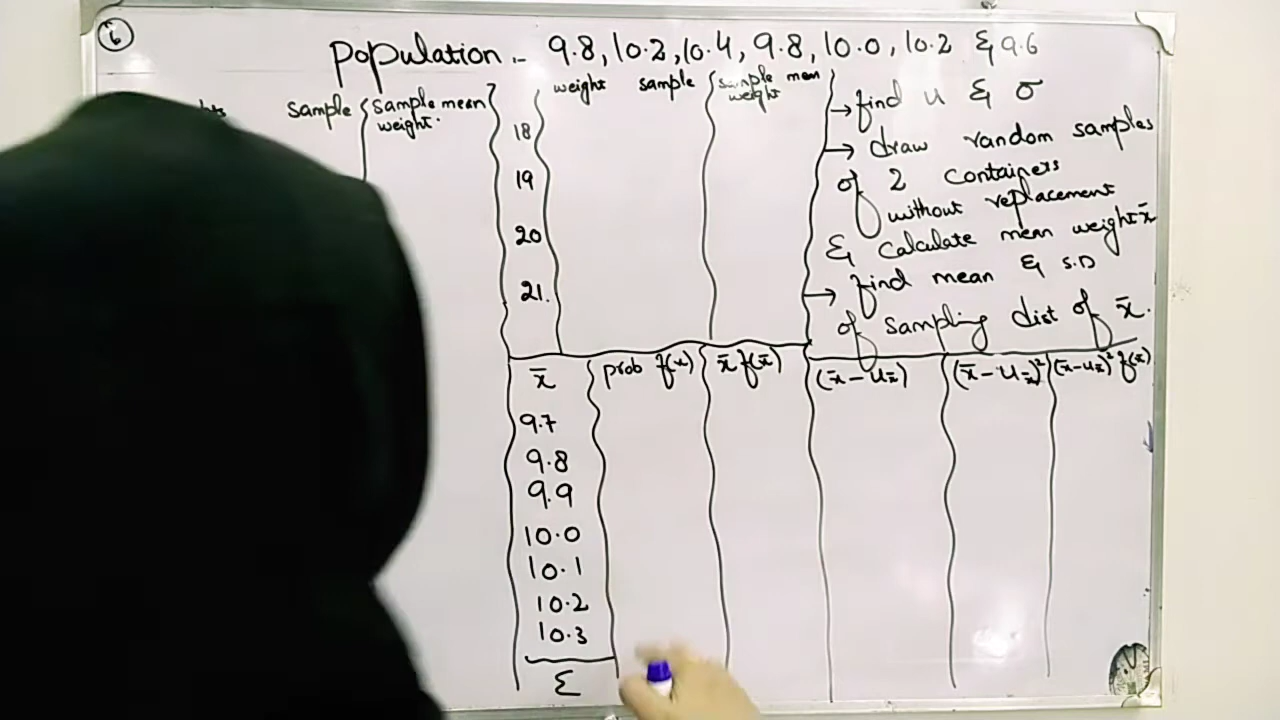 6
Population :- 9.8, 10.2, 10.4, 9.8, 10.0, 10.2 & 9.6
sample
sample mean
weight.
weight sample
sample mean
weight
18
19
20
21.
→ find u & σ
→ draw random samples
of 2 containers
without replacement
& calculate mean weight x̄
→ find mean & S.D
of sampling dist of x̄.
x̄ prob f(x̄) x̄ f(x̄) (x̄ - u x̄) (x̄ - u x̄)² (x̄ - u x̄)² f(x̄)
9.7
9.8
9.9
10.0
10.1
10.2
10.3
Σ